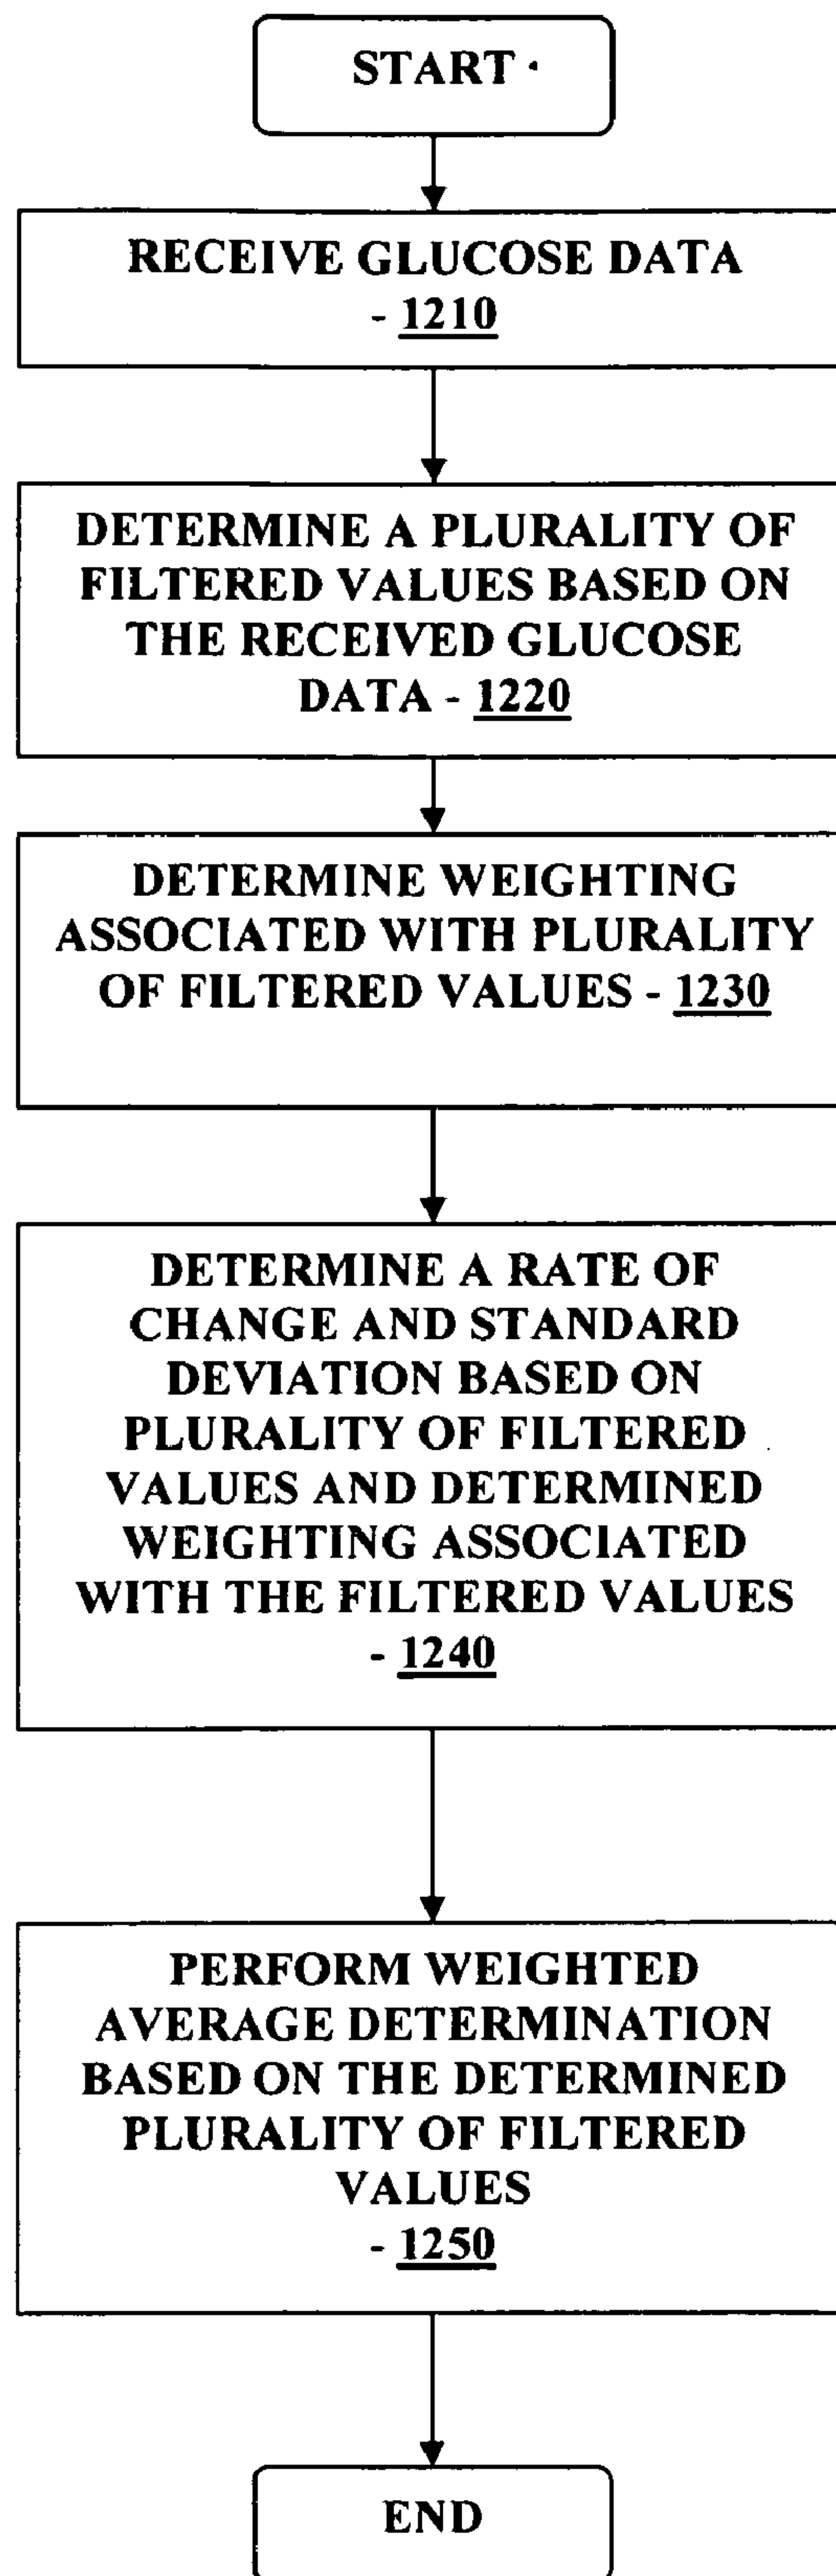 START
RECEIVE GLUCOSE DATA
- 1210
DETERMINE A PLURALITY OF
FILTERED VALUES BASED ON
THE RECEIVED GLUCOSE
DATA - 1220
DETERMINE WEIGHTING
ASSOCIATED WITH PLURALITY
OF FILTERED VALUES - 1230
DETERMINE A RATE OF
CHANGE AND STANDARD
DEVIATION BASED ON
PLURALITY OF FILTERED
VALUES AND DETERMINED
WEIGHTING ASSOCIATED
WITH THE FILTERED VALUES
- 1240
PERFORM WEIGHTED
AVERAGE DETERMINATION
BASED ON THE DETERMINED
PLURALITY OF FILTERED
VALUES
- 1250
END